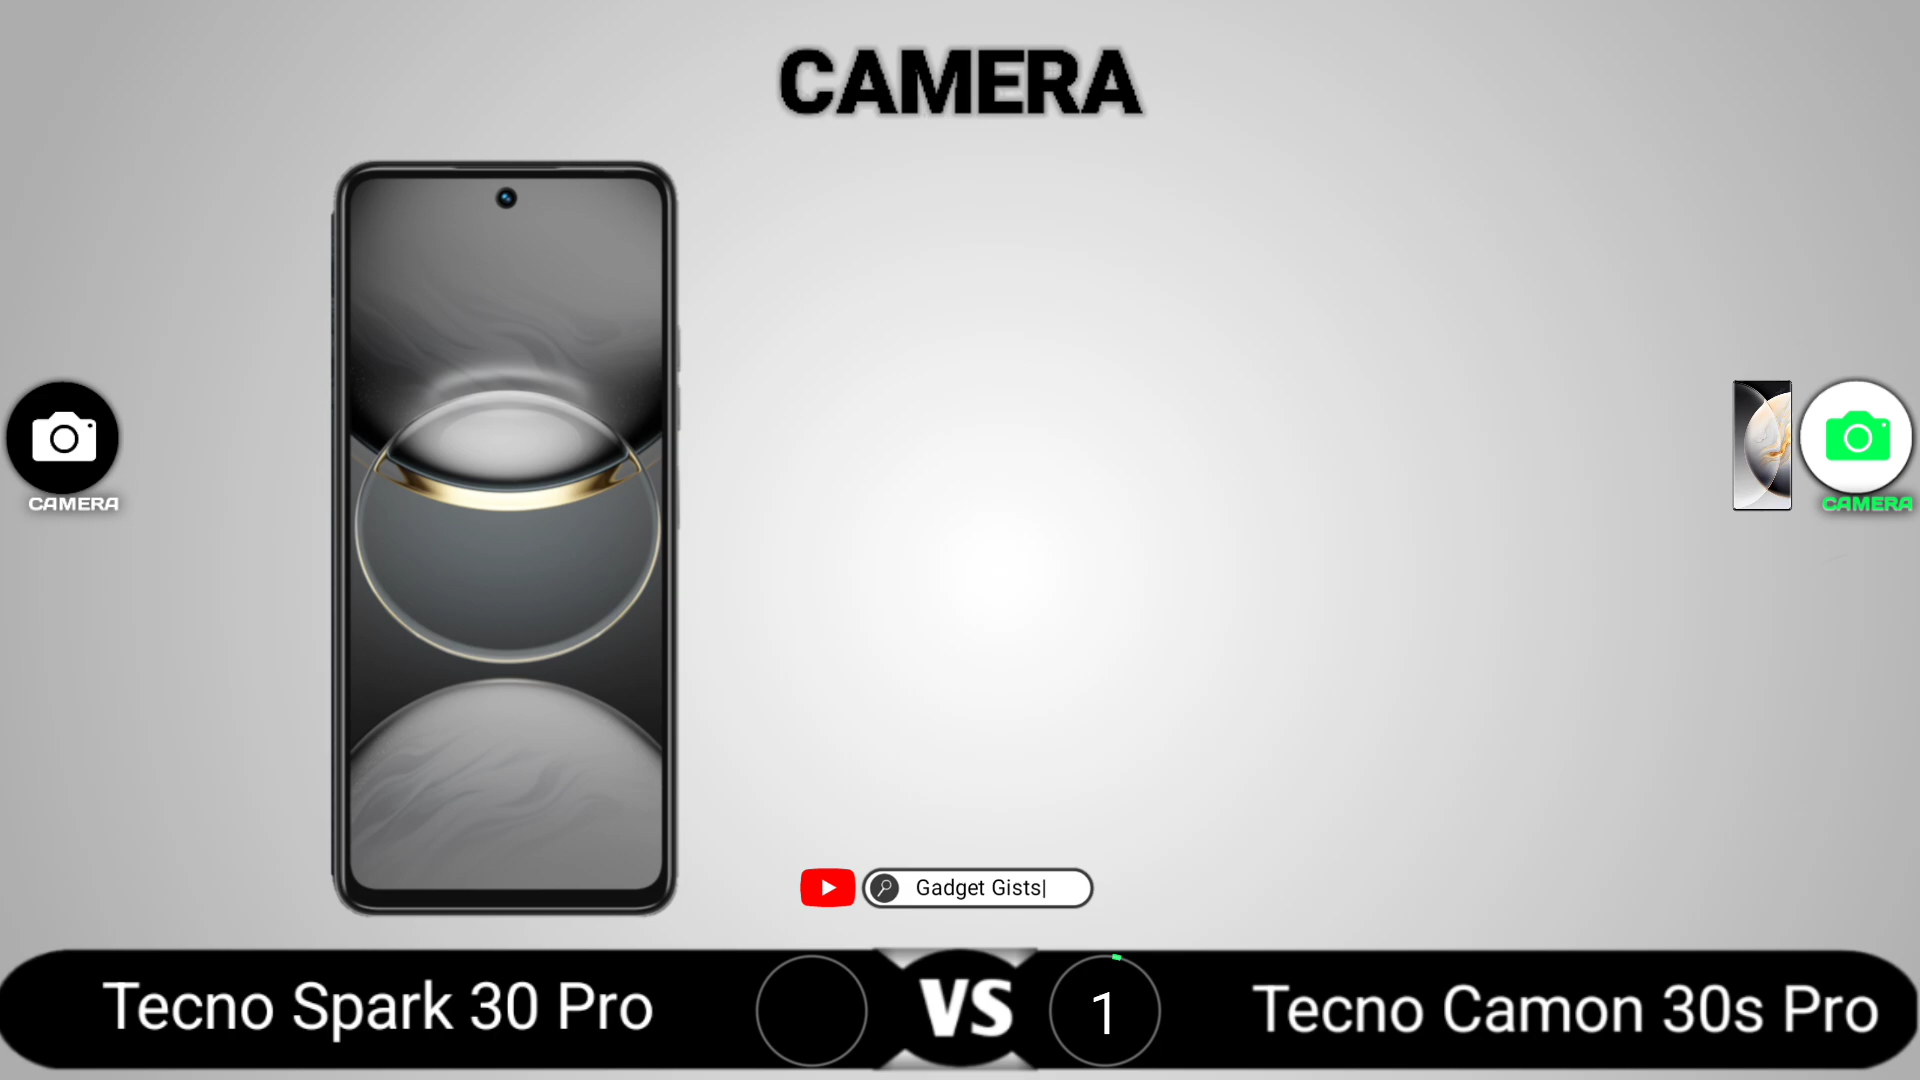 CAMERA
CAMERA
CAMERA
Gadget Gists|
Tecno Spark 30 Pro
VS
1
Tecno Camon 30s Pro